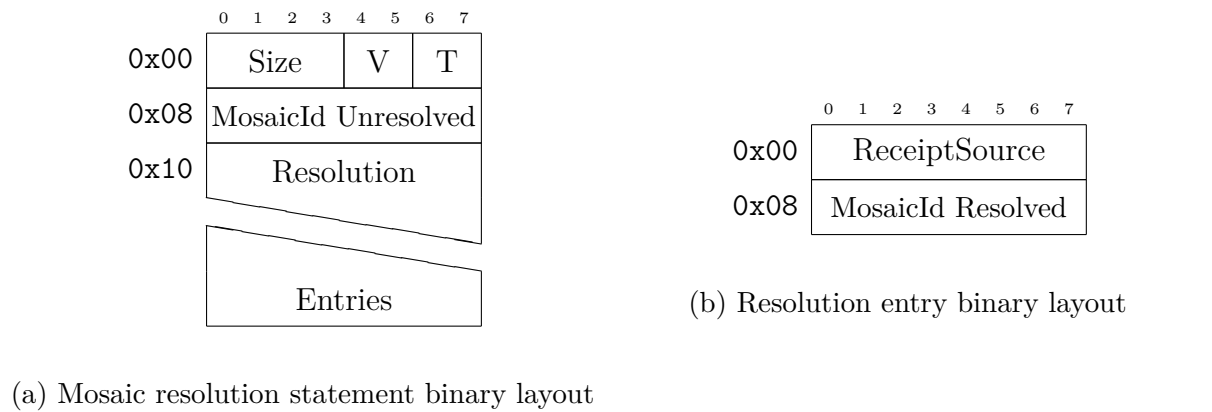 0 1 2 3 4 5 6 7
0x00 Size V T
0x08 MosaicId Unresolved
0x10 Resolution
Entries
(a) Mosaic resolution statement binary layout
0 1 2 3 4 5 6 7
0x00 ReceiptSource
0x08 MosaicId Resolved
(b) Resolution entry binary layout